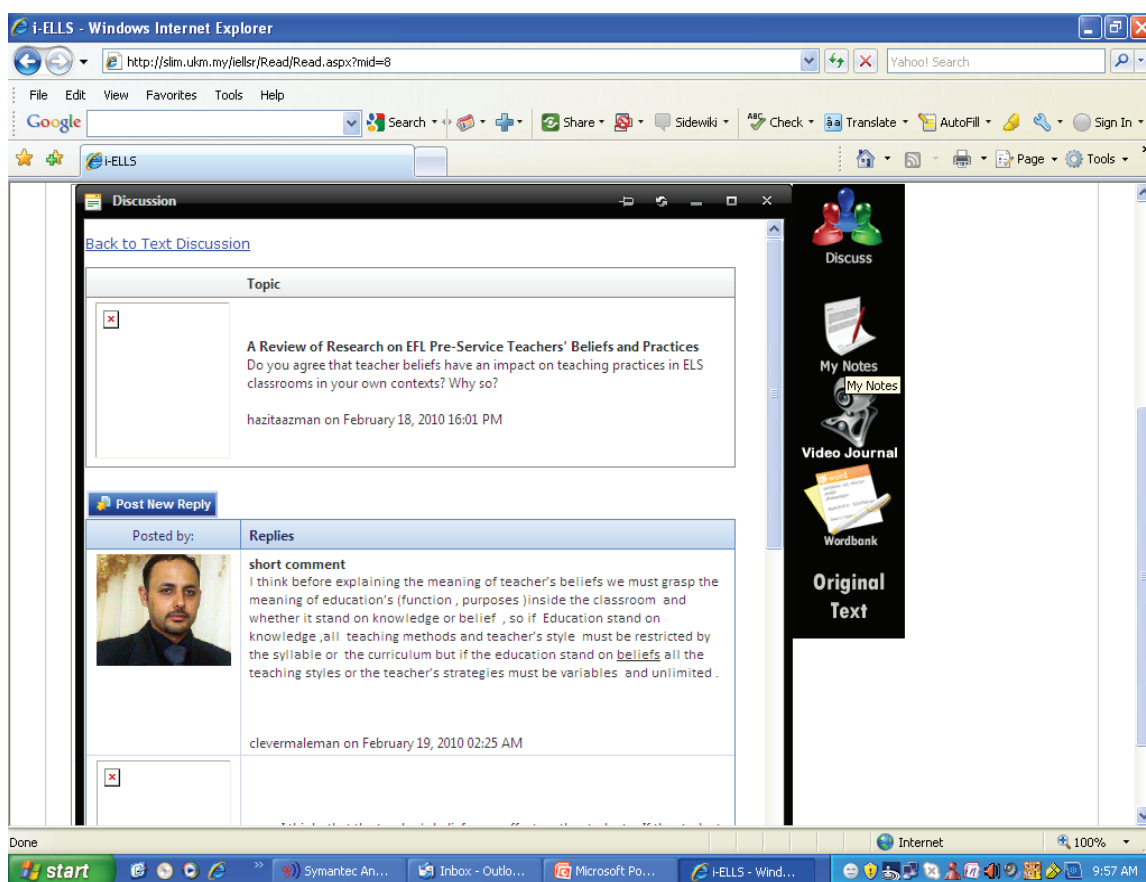 i-ELLS - Windows Internet Explorer
http://slim.ukm.my/iellsr/Read/Read.aspx?mid=8
Yahoo! Search
File Edit View Favorites Tools Help
Google Search Share Sidewiki ABC Check aあ Translate AutoFill Sign In
i-ELLS Page Tools
Discussion
Back to Text Discussion
Topic
A Review of Research on EFL Pre-Service Teachers' Beliefs and Practices
Do you agree that teacher beliefs have an impact on teaching practices in ELS
classrooms in your own contexts? Why so?
hazitaazman on February 18, 2010 16:01 PM
Post New Reply
Posted by: Replies
short comment
I think before explaining the meaning of teacher's beliefs we must grasp the
meaning of education's (function , purposes )inside the classroom and
whether it stand on knowledge or belief , so if Education stand on
knowledge ,all teaching methods and teacher's style must be restricted by
the syllable or the curriculum but if the education stand on beliefs all the
teaching styles or the teacher's strategies must be variables and unlimited .
clevermaleman on February 19, 2010 02:25 AM
Discuss
My Notes
My Notes
Video Journal
word
Wordbank
Original
Text
Done Internet 100%
start Symantec An... Inbox - Outlo... Microsoft Po... i-ELLS - Wind... 9:57 AM